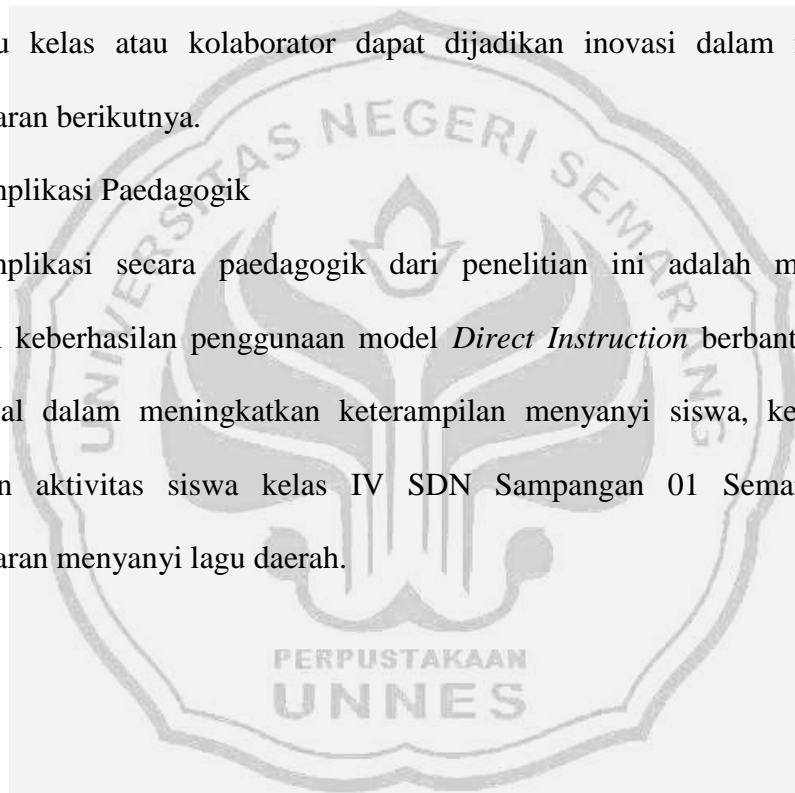 u kelas atau kolaborator dapat dijadikan inovasi dalam
aran berikutnya.
nplikasi Paedagogik
nplikasi secara paedagogik dari penelitian ini adalah m
keberhasilan penggunaan model Direct Instruction berbant
al dalam meningkatkan keterampilan menyanyi siswa, ke
n aktivitas siswa kelas IV SDN Sampangan 01 Sema
aran menyanyi lagu daerah.
UNIVERSITAS NEGERI SEMARANG
PERPUSTAKAAN
UNNES